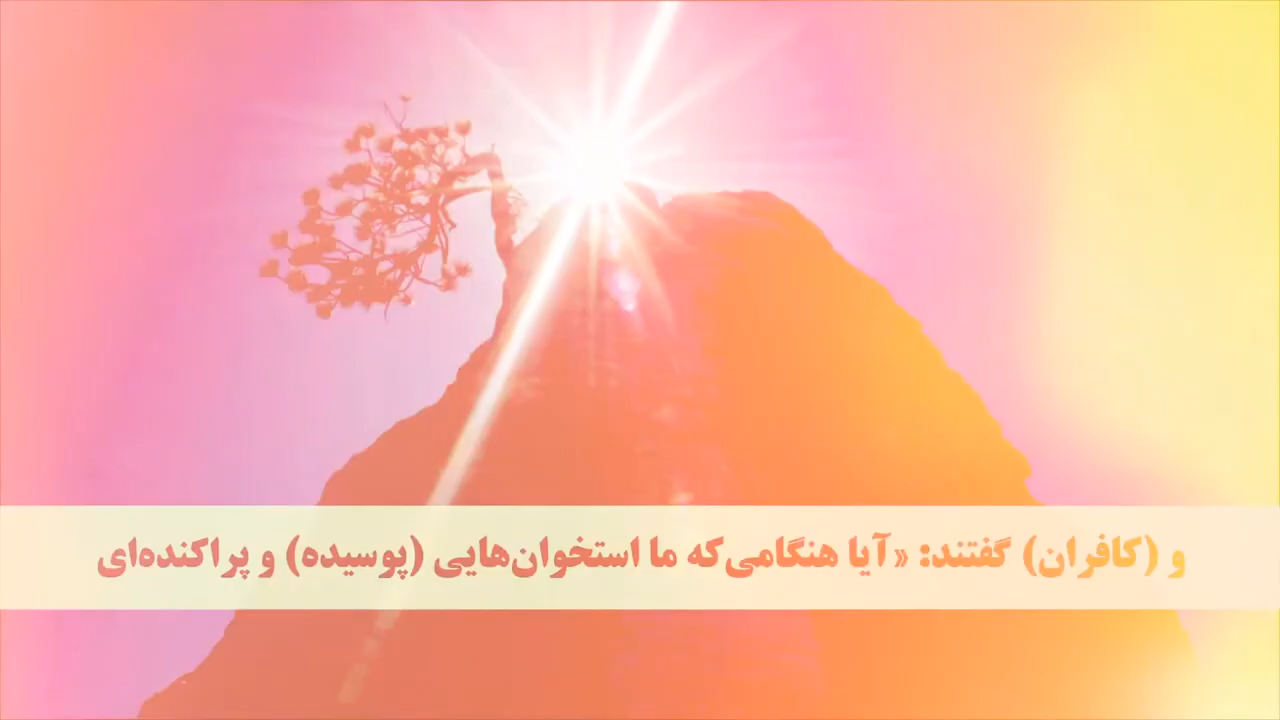 و (کافران) گفتند: «آیا هنگامی‌که ما استخوان‌هایی (پوسیده) و پراکنده‌ای